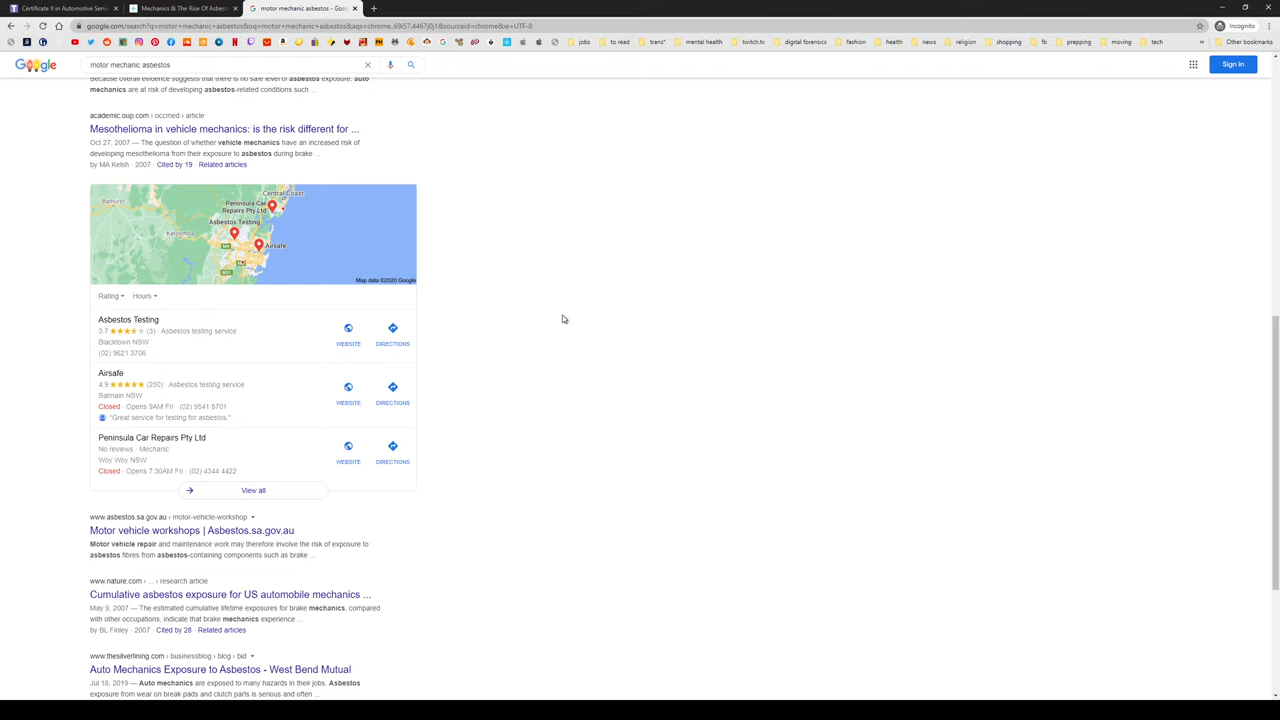 Certificate II in Automotive Servi
Mechanics & The Rise Of Asbest
motor mechanic asbestos - Goo
google.com/search?q=motor+mechanic+asbestos&oq=motor+mechanic+asbestos&aqs=chrome..69i57.4467j0j1&sourceid=chrome&ie=UTF-8
Incognito
jobs
to read
trans*
mental health
twitch.tv
digital forensics
fashion
health
news
religion
shopping
fb
prepping
moving
tech
Other bookmarks
Google
motor mechanic asbestos
Sign in
Because overall evidence suggests that there is no safe level of asbestos exposure, auto
mechanics are at risk of developing asbestos-related conditions such ...
academic.oup.com › occmed › article
Mesothelioma in vehicle mechanics: is the risk different for ...
Oct 27, 2007 — The question of whether vehicle mechanics have an increased risk of
developing mesothelioma from their exposure to asbestos during brake ...
by MA Kelsh · 2007 · Cited by 19 · Related articles
Central Coast
Bathurst
Peninsula Car
Repairs Pty Ltd
Asbestos Testing
Katoomba
Airsafe
Map data ©2020 Google
Rating
Hours
Asbestos Testing
3.7 (3) · Asbestos testing service
Blacktown NSW
(02) 9621 3706
WEBSITE
DIRECTIONS
Airsafe
4.9 (250) · Asbestos testing service
Balmain NSW
Closed · Opens 9AM Fri · (02) 9541 8701
"Great service for testing for asbestos."
WEBSITE
DIRECTIONS
Peninsula Car Repairs Pty Ltd
No reviews · Mechanic
Woy Woy NSW
Closed · Opens 7:30AM Fri · (02) 4344 4422
WEBSITE
DIRECTIONS
View all
www.asbestos.sa.gov.au › motor-vehicle-workshop
Motor vehicle workshops | Asbestos.sa.gov.au
Motor vehicle repair and maintenance work may therefore involve the risk of exposure to
asbestos fibres from asbestos-containing components such as brake ...
www.nature.com › ... › research article
Cumulative asbestos exposure for US automobile mechanics ...
May 9, 2007 — The estimated cumulative lifetime exposures for brake mechanics, compared
with other occupations, indicate that brake mechanics experience ...
by BL Finley · 2007 · Cited by 28 · Related articles
www.thesilverlining.com › businessblog › blog › bid
Auto Mechanics Exposure to Asbestos - West Bend Mutual
Jul 18, 2019 — Auto mechanics are exposed to many hazards in their jobs. Asbestos
exposure from wear on break pads and clutch parts is serious and often ...